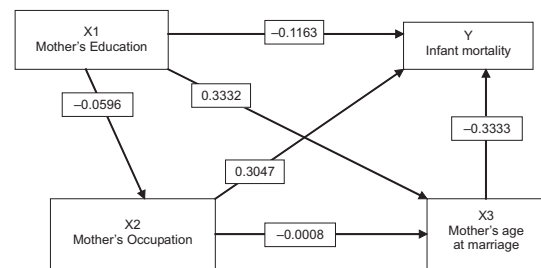 X1
Mother's Education
–0.1163
Y
Infant mortality
–0.0596
0.3332
–0.3333
0.3047
X2
Mother's Occupation
–0.0008
X3
Mother's age
at marriage